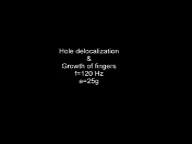 Hole delocalization
&
Growth of fingers
f=120 Hz
a=25g